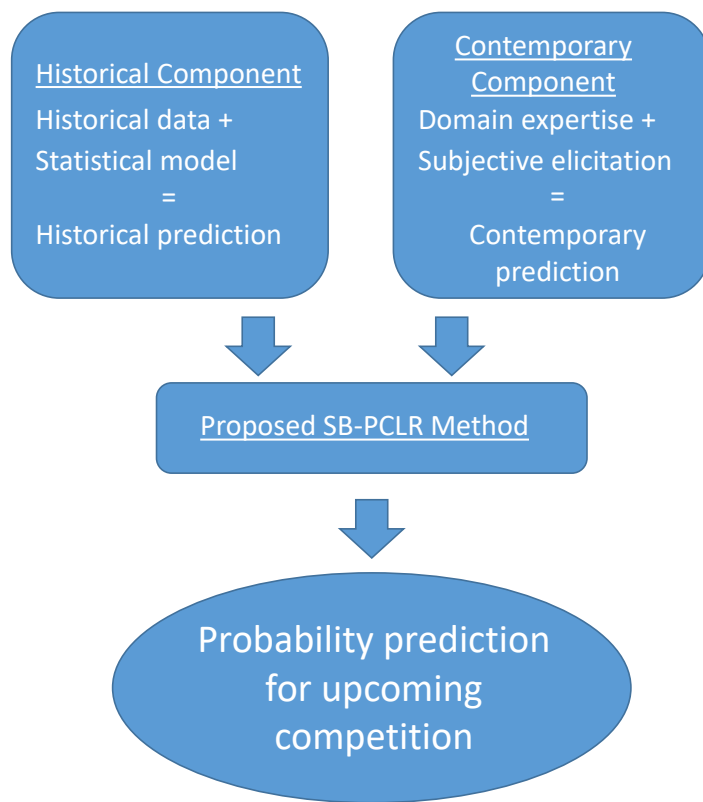 Historical Component
Historical data +
Statistical model
=
Historical prediction
Contemporary
Component
Domain expertise +
Subjective elicitation
=
Contemporary
prediction
Proposed SB-PCLR Method
Probability prediction
for upcoming
competition